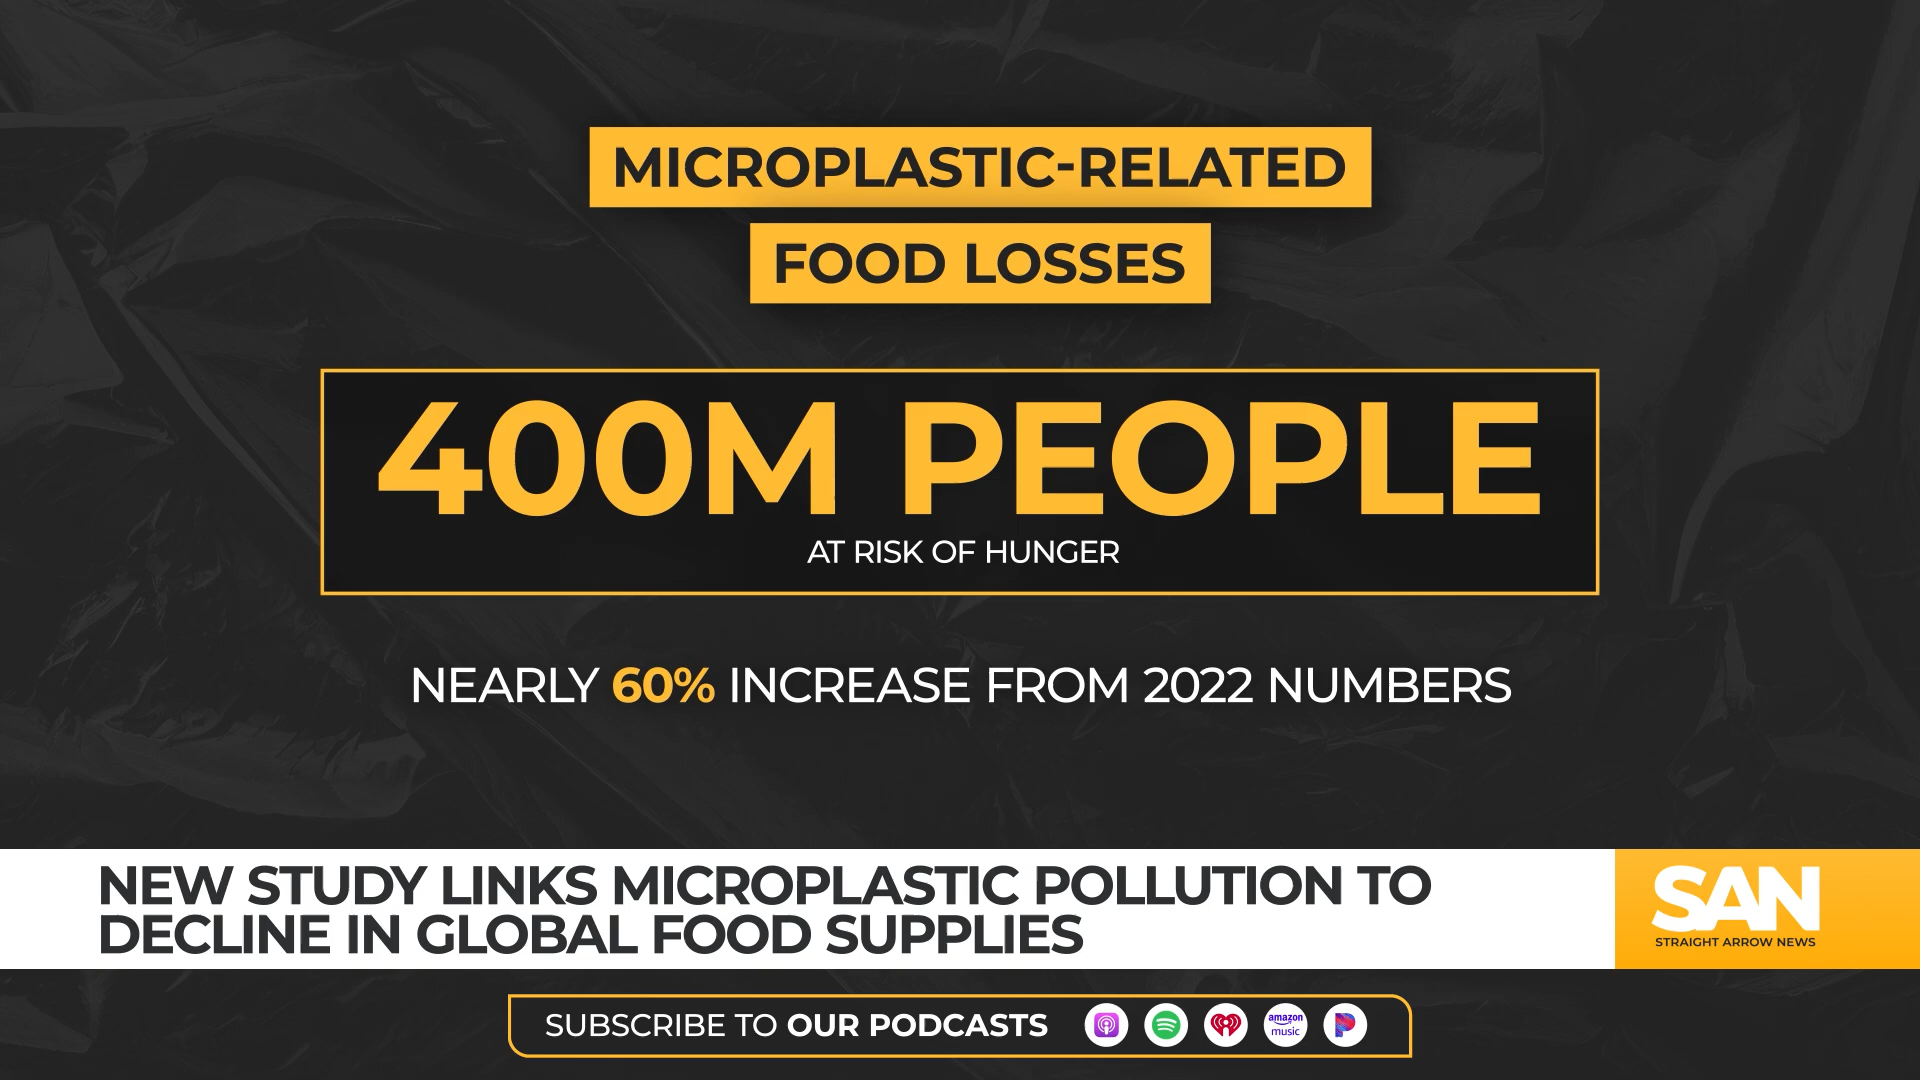 MICROPLASTIC-RELATED
FOOD LOSSES
400M PEOPLE
AT RISK OF HUNGER
NEARLY 60% INCREASE FROM 2022 NUMBERS
NEW STUDY LINKS MICROPLASTIC POLLUTION TO
DECLINE IN GLOBAL FOOD SUPPLIES
SAN
STRAIGHT ARROW NEWS
SUBSCRIBE TO OUR PODCASTS
amazon
music